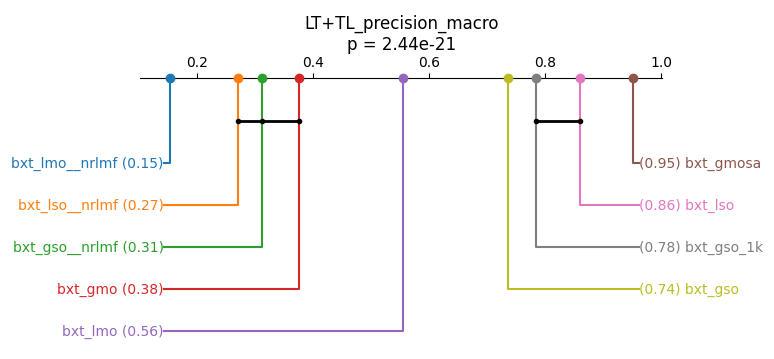 LT+TL_precision_macro
p = 2.44e-21
0.2 0.4 0.6 0.8 1.0
bxt_lmo__nrlmf (0.15)
(0.95) bxt_gmosa
bxt_lso__nrlmf (0.27)
(0.86) bxt_lso
bxt_gso__nrlmf (0.31)
(0.78) bxt_gso_1k
bxt_gmo (0.38)
(0.74) bxt_gso
bxt_lmo (0.56)